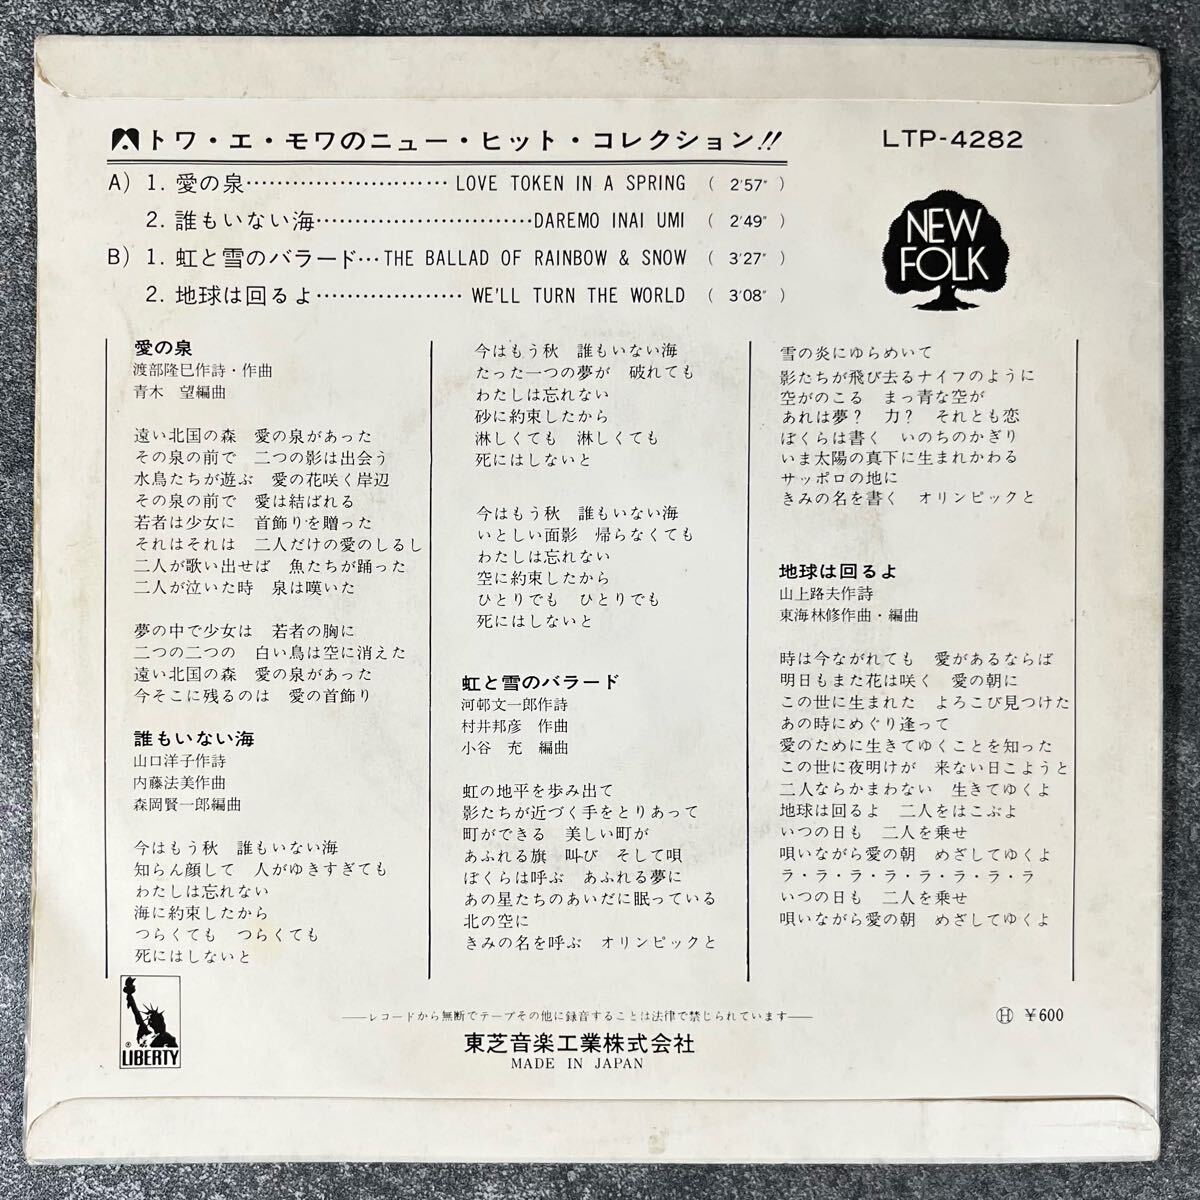 トワ・エ・モワのニュー・ヒット・コレクション!!
LTP-4282
A) 1. 愛の泉………………………LOVE TOKEN IN A SPRING ( 2'57" )
2. 誰もいない海…………………………DAREMO INAI UMI ( 2'49" )
B) 1. 虹と雪のバラード…THE BALLAD OF RAINBOW & SNOW ( 3'27" )
2. 地球は回るよ…………………WE'LL TURN THE WORLD ( 3'08" )
NEW
FOLK
愛の泉
渡部隆巳作詩・作曲
青木 望編曲
遠い北国の森 愛の泉があった
その泉の前で 二つの影は出会う
水鳥たちが遊ぶ 愛の花咲く岸辺
その泉の前で 愛は結ばれる
若者は少女に 首飾りを贈った
それはそれは 二人だけの愛のしるし
二人が歌い出せば 魚たちが踊った
二人が泣いた時 泉は嘆いた
夢の中で少女は 若者の胸に
二つの二つの 白い鳥は空に消えた
遠い北国の森 愛の泉があった
今そこに残るのは 愛の首飾り
誰もいない海
山口洋子作詩
内藤法美作曲
森岡賢一郎編曲
今はもう秋 誰もいない海
知らん顔して 人がゆきすぎても
わたしは忘れない
海に約束したから
つらくても つらくても
死にはしないと
今はもう秋 誰もいない海
たった一つの夢が 破れても
わたしは忘れない
砂に約束したから
淋しくても 淋しくても
死にはしないと
今はもう秋 誰もいない海
いとしい面影 帰らなくても
わたしは忘れない
空に約束したから
ひとりでも ひとりでも
死にはしないと
虹と雪のバラード
河邨文一郎作詩
村井邦彦 作曲
小谷 充 編曲
虹の地平を歩み出て
影たちが近づく手をとりあって
町ができる 美しい町が
あふれる旗 叫び そして唄
ぼくらは呼ぶ あふれる夢に
あの星たちのあいだに眠っている
北の空に
きみの名を呼ぶ オリンピックと
雪の炎にゆらめいて
影たちが飛び去るナイフのように
空がのこる まっ青な空が
あれは夢? 力? それとも恋
ぼくらは書く いのちのかぎり
いま太陽の真下に生まれかわる
サッポロの地に
きみの名を書く オリンピックと
地球は回るよ
山上路夫作詩
東海林修作曲・編曲
時は今ながれても 愛があるならば
明日もまた花は咲く 愛の朝に
この世に生まれた よろこび見つけた
あの時にめぐり逢って
愛のために生きてゆくことを知った
この世に夜明けが 来ない日こようと
二人ならかまわない 生きてゆくよ
地球は回るよ 二人をはこぶよ
いつの日も 二人を乗せ
唄いながら愛の朝 めざしてゆくよ
ラ・ラ・ラ・ラ・ラ・ラ・ラ・ラ
いつの日も 二人を乗せ
唄いながら愛の朝 めざしてゆくよ
® LIBERTY
――レコードから無断でテープその他に録音することは法律で禁じられています――
Ⓗ ¥600
東芝音楽工業株式会社
MADE IN JAPAN